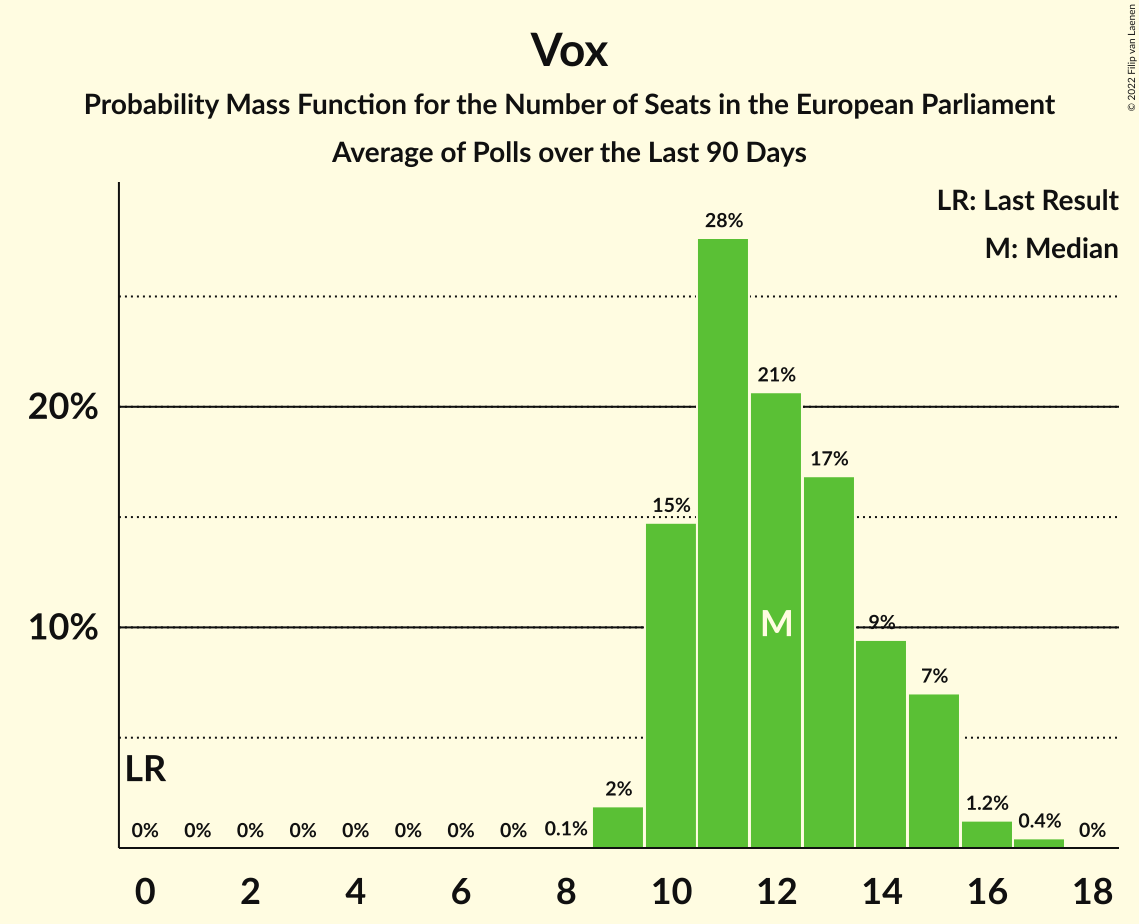 Vox
Probability Mass Function for the Number of Seats in the European Parliament
Average of Polls over the Last 90 Days
© 2022 Filip van Laenen
LR: Last Result
M: Median
20%
10%
LR
M
0% 0% 0% 0% 0% 0% 0% 0% 0.1% 2% 15% 28% 21% 17% 9% 7% 1.2% 0.4% 0%
0 2 4 6 8 10 12 14 16 18